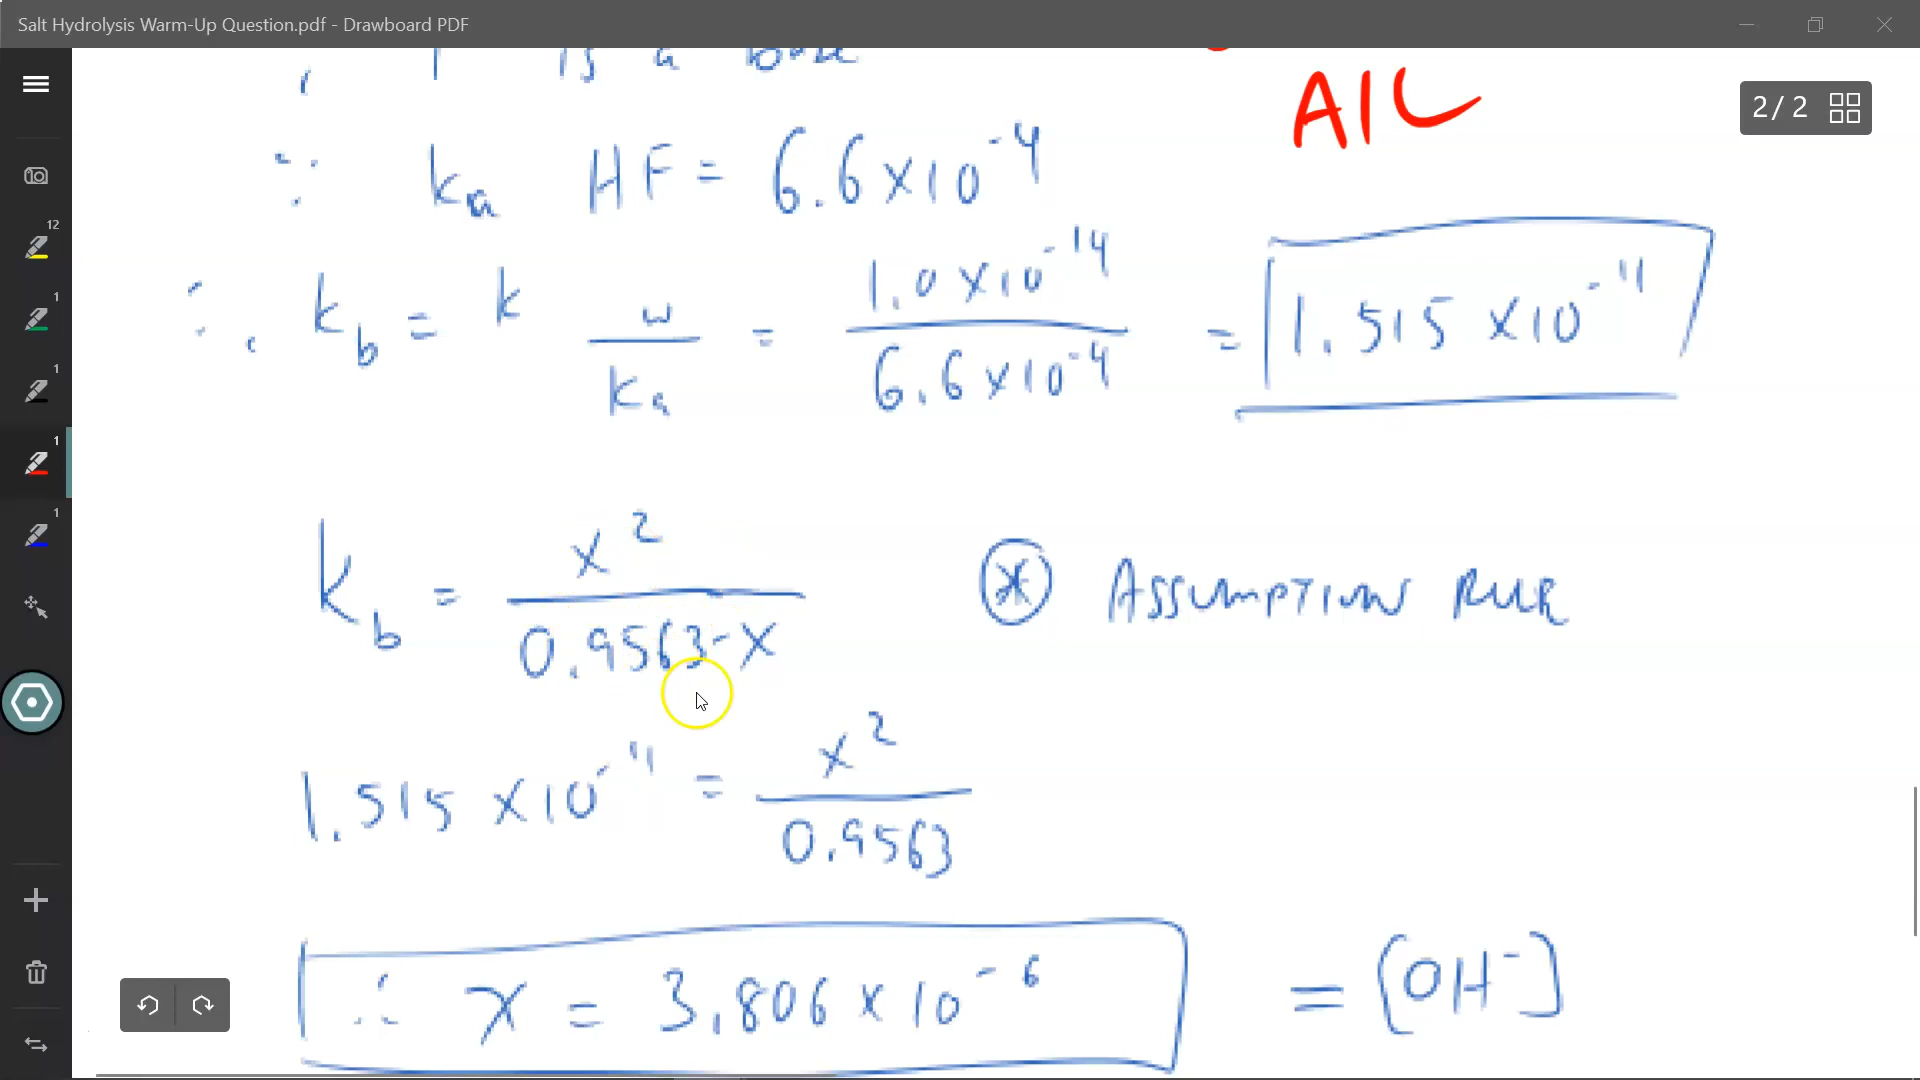 Salt Hydrolysis Warm-Up Question.pdf - Drawboard PDF
is a base
AIC
2 / 2
∵ ka HF = 6.6 x 10⁻⁴
12
1
1
1
1
∴ kb = kw / ka = 1.0 x 10⁻¹⁴ / 6.6 x 10⁻⁴ = 1.515 x 10⁻¹¹
kb = x² / 0.9563 - x * ASSUMPTION RULE
1.515 x 10⁻¹¹ = x² / 0.9563
∴ x = 3.806 x 10⁻⁶ = [OH⁻]